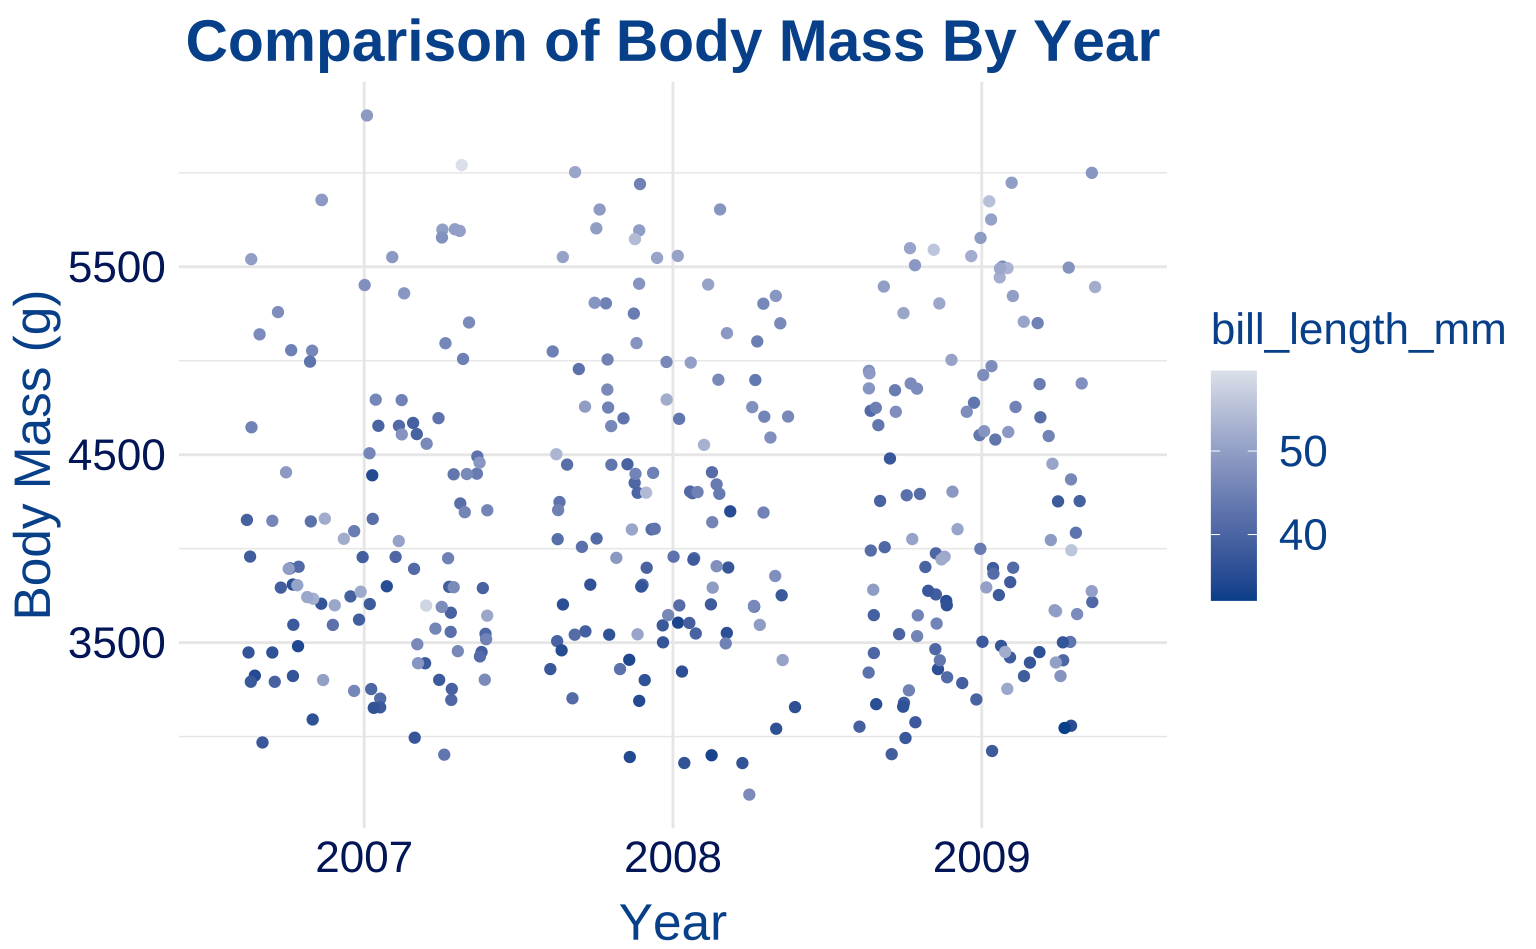 Comparison of Body Mass By Year
Body Mass (g)
5500
4500
3500
2007
2008
2009
Year
bill_length_mm
50
40